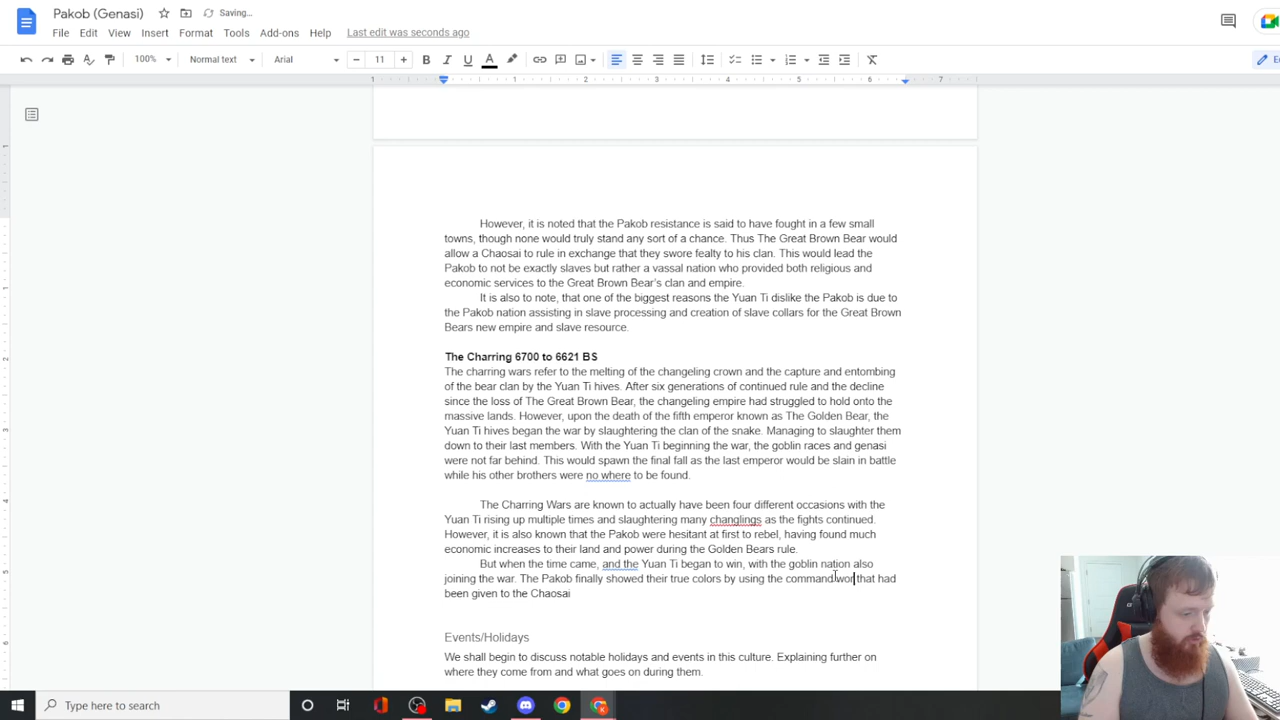 Pakob (Genasi)
Saving...
File Edit View Insert Format Tools Add-ons Help Last edit was seconds ago
100% Normal text Arial 11
1 1 2 3 4 5 6 7
However, it is noted that the Pakob resistance is said to have fought in a few small
towns, though none would truly stand any sort of a chance. Thus The Great Brown Bear would
allow a Chaosai to rule in exchange that they swore fealty to his clan. This would lead the
Pakob to not be exactly slaves but rather a vassal nation who provided both religious and
economic services to the Great Brown Bear's clan and empire.
It is also to note, that one of the biggest reasons the Yuan Ti dislike the Pakob is due to
the Pakob nation assisting in slave processing and creation of slave collars for the Great Brown
Bears new empire and slave resource.
The Charring 6700 to 6621 BS
The charring wars refer to the melting of the changeling crown and the capture and entombing
of the bear clan by the Yuan Ti hives. After six generations of continued rule and the decline
since the loss of The Great Brown Bear, the changeling empire had struggled to hold onto the
massive lands. However, upon the death of the fifth emperor known as The Golden Bear, the
Yuan Ti hives began the war by slaughtering the clan of the snake. Managing to slaughter them
down to their last members. With the Yuan Ti beginning the war, the goblin races and genasi
were not far behind. This would spawn the final fall as the last emperor would be slain in battle
while his other brothers were no where to be found.
The Charring Wars are known to actually have been four different occasions with the
Yuan Ti rising up multiple times and slaughtering many changlings as the fights continued.
However, it is also known that the Pakob were hesitant at first to rebel, having found much
economic increases to their land and power during the Golden Bears rule.
But when the time came, and the Yuan Ti began to win, with the goblin nation also
joining the war. The Pakob finally showed their true colors by using the command wor that had
been given to the Chaosai
Events/Holidays
We shall begin to discuss notable holidays and events in this culture. Explaining further on
where they come from and what goes on during them.
Type here to search